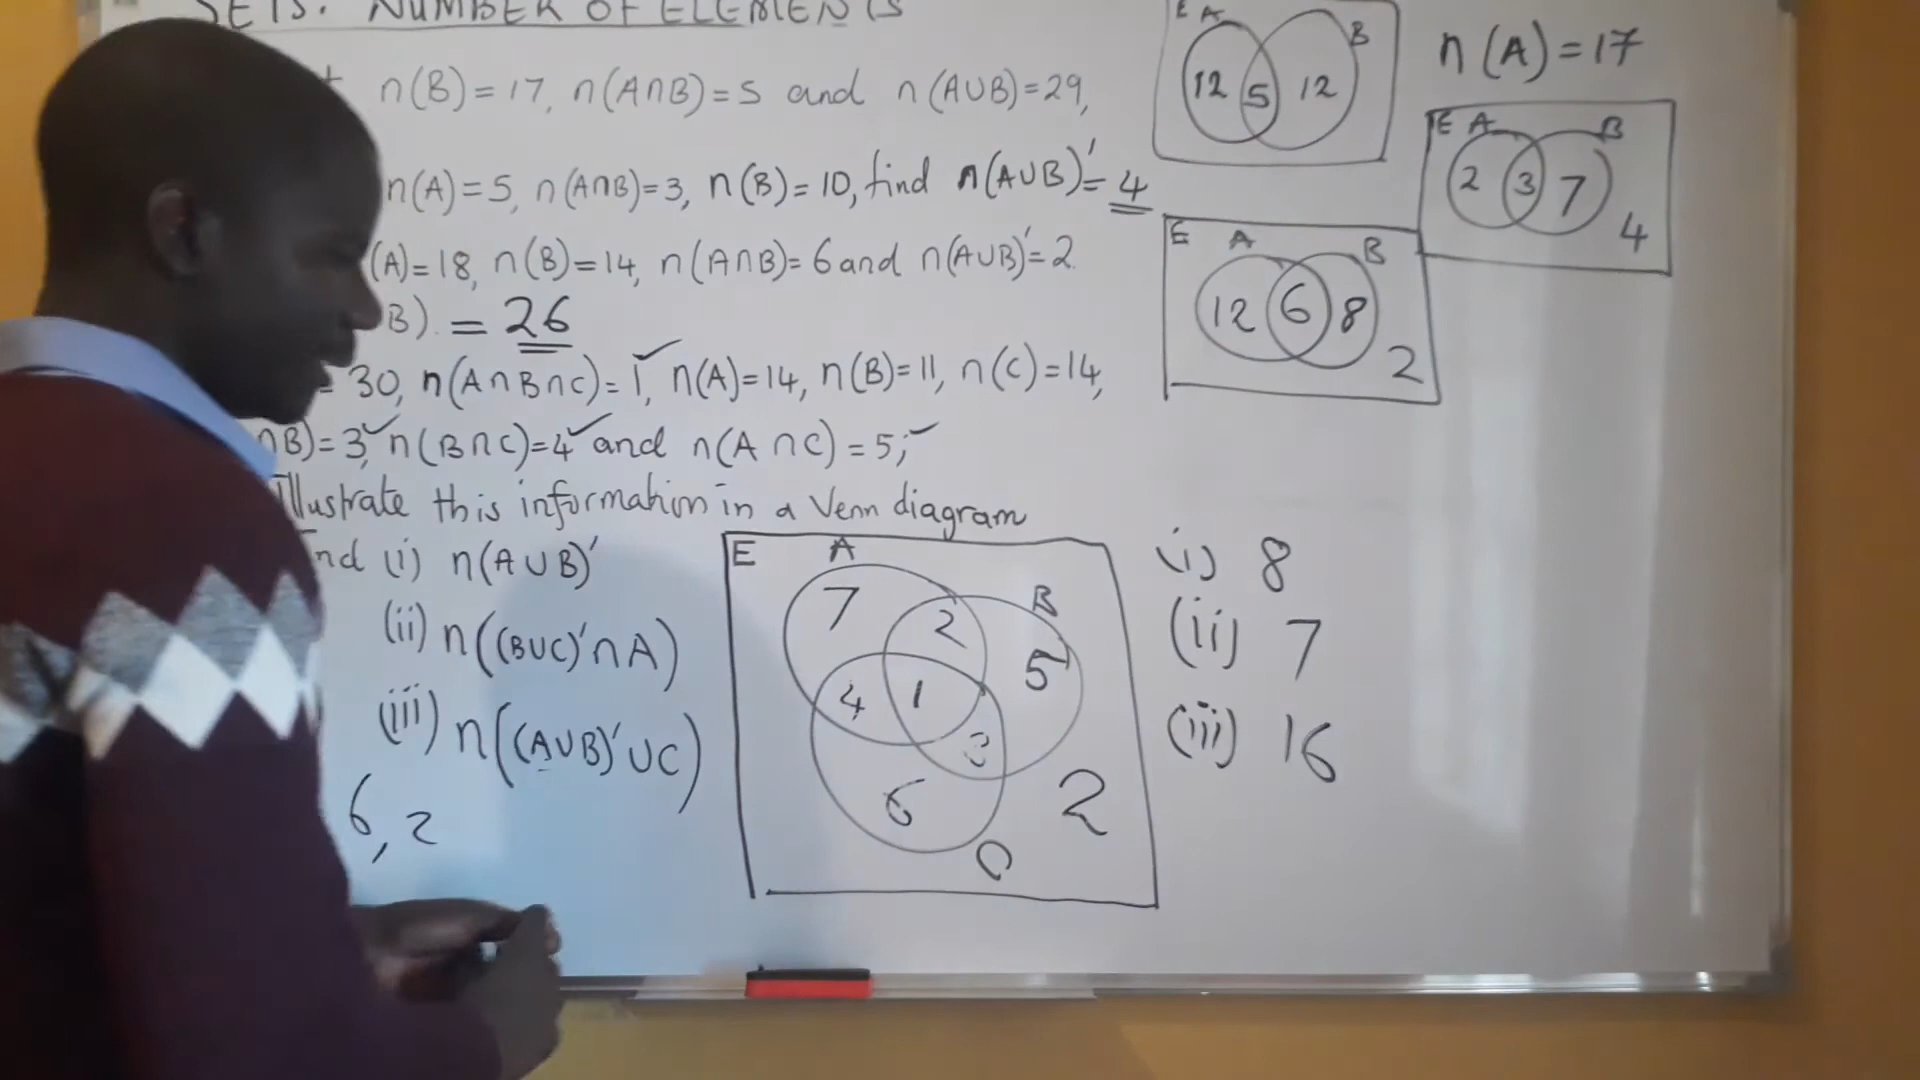 SETS: NUMBER OF ELEMENTS
n(B)=17, n(A∩B)=5 and n(A∪B)=29,
n(A)=5, n(A∩B)=3, n(B)=10, find n(A∪B)'=4
(A)=18, n(B)=14, n(A∩B)=6 and n(A∪B)'=2.
B). = 26
= 30, n(A∩B∩C)=1, n(A)=14, n(B)=11, n(C)=14,
∩B)=3, n(B∩C)=4 and n(A∩C)=5;
Illustrate this information in a Venn diagram
(i) n(A∪B)'
(ii) n((B∪C)'∩A)
(iii) n((A∪B)'∪C)
6, 2
E A B
12 5 12
n(A)=17
E A B
2 3 7
4
E A B
12 6 8
2
E A
B
7 2
5
4 1
3
6 2
C
(i) 8
(ii) 7
(iii) 16